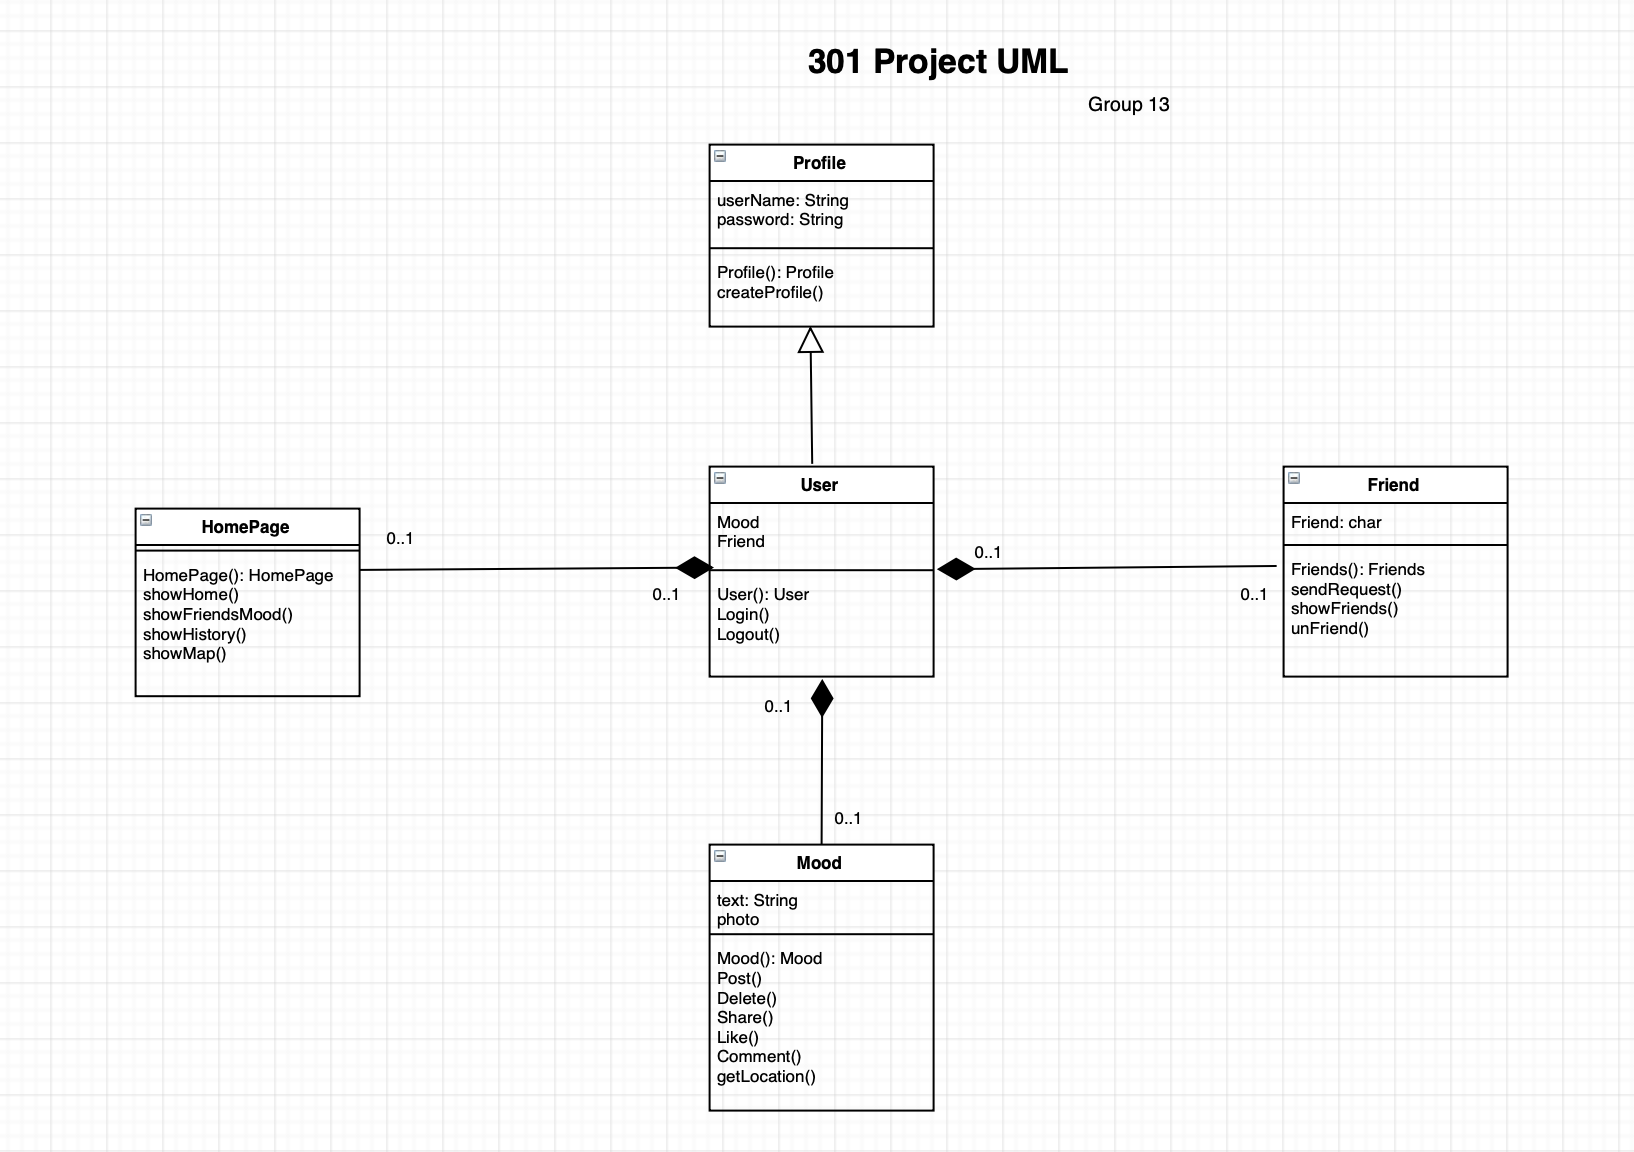 301 Project UML
Group 13
Profile
userName: String
password: String
Profile(): Profile
createProfile()
HomePage
HomePage(): HomePage
showHome()
showFriendsMood()
showHistory()
showMap()
0..1
0..1
User
Mood
Friend
User(): User
Login()
Logout()
0..1
0..1
Friend
Friend: char
Friends(): Friends
sendRequest()
showFriends()
unFriend()
0..1
0..1
Mood
text: String
photo
Mood(): Mood
Post()
Delete()
Share()
Like()
Comment()
getLocation()